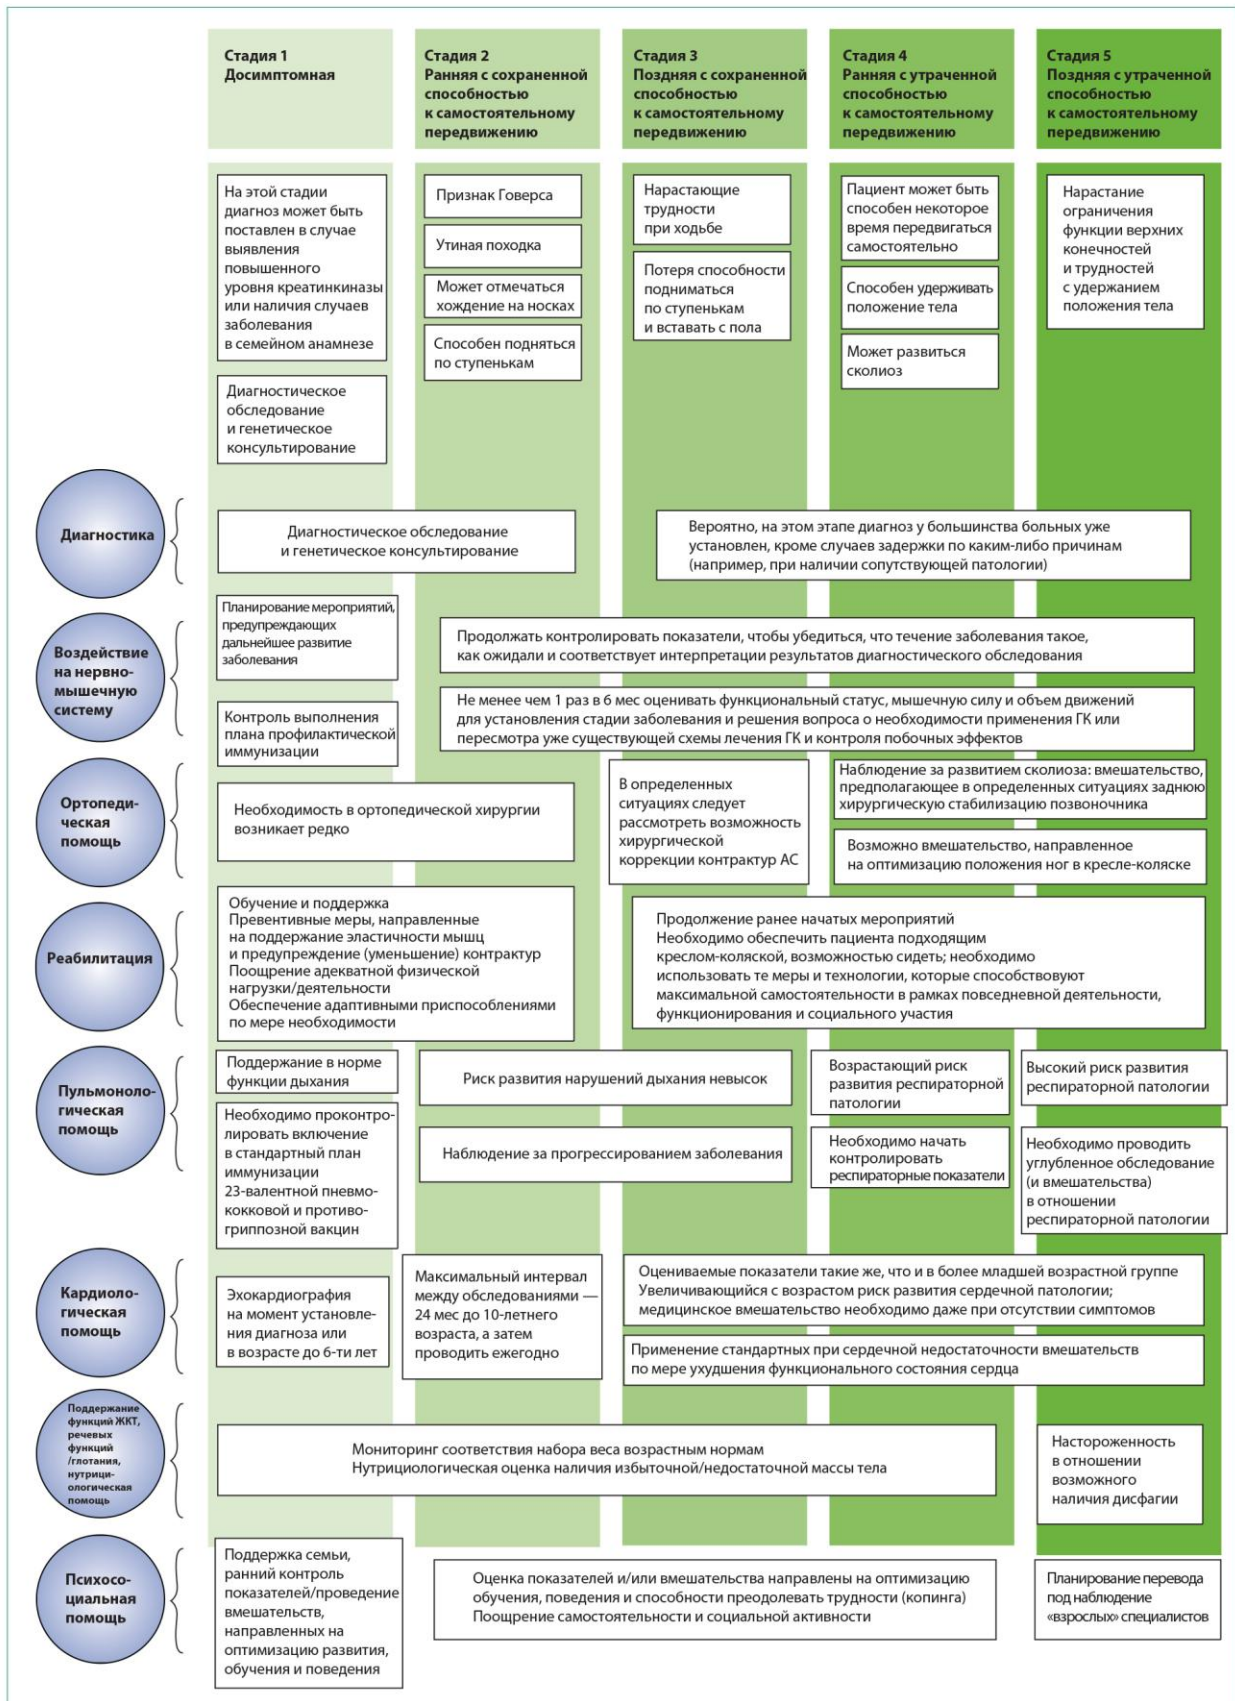 Стадия 1
Досимптомная
Стадия 2
Ранняя с сохраненной
способностью
к самостоятельному
передвижению
Стадия 3
Поздняя с сохраненной
способностью
к самостоятельному
передвижению
Стадия 4
Ранняя с утраченной
способностью
к самостоятельному
передвижению
Стадия 5
Поздняя с утраченной
способностью
к самостоятельному
передвижению
На этой стадии
диагноз может быть
поставлен в случае
выявления
повышенного
уровня креатинкиназы
или наличия случаев
заболевания
в семейном анамнезе
Диагностическое
обследование
и генетическое
консультирование
Признак Говерса
Утиная походка
Может отмечаться
хождение на носках
Способен подняться
по ступенькам
Нарастающие
трудности
при ходьбе
Потеря способности
подниматься
по ступенькам
и вставать с пола
Пациент может быть
способен некоторое
время передвигаться
самостоятельно
Способен удерживать
положение тела
Может развиться
сколиоз
Нарастание
ограничения
функции верхних
конечностей
и трудностей
с удержанием
положения тела
Диагностика
Диагностическое обследование
и генетическое консультирование
Вероятно, на этом этапе диагноз у большинства больных уже
установлен, кроме случаев задержки по каким-либо причинам
(например, при наличии сопутствующей патологии)
Воздействие
на нервно-
мышечную
систему
Планирование мероприятий,
предупреждающих
дальнейшее развитие
заболевания
Контроль выполнения
плана профилактической
иммунизации
Продолжать контролировать показатели, чтобы убедиться, что течение заболевания такое,
как ожидали и соответствует интерпретации результатов диагностического обследования
Не менее чем 1 раз в 6 мес оценивать функциональный статус, мышечную силу и объем движений
для установления стадии заболевания и решения вопроса о необходимости применения ГК или
пересмотра уже существующей схемы лечения ГК и контроля побочных эффектов
Ортопеди-
ческая
помощь
Необходимость в ортопедической хирургии
возникает редко
В определенных
ситуациях следует
рассмотреть возможность
хирургической
коррекции контрактур АС
Наблюдение за развитием сколиоза: вмешательство,
предполагающее в определенных ситуациях заднюю
хирургическую стабилизацию позвоночника
Возможно вмешательство, направленное
на оптимизацию положения ног в кресле-коляске
Реабилитация
Обучение и поддержка
Превентивные меры, направленные
на поддержание эластичности мышц
и предупреждение (уменьшение) контрактур
Поощрение адекватной физической
нагрузки/деятельности
Обеспечение адаптивными приспособлениями
по мере необходимости
Продолжение ранее начатых мероприятий
Необходимо обеспечить пациента подходящим
креслом-коляской, возможностью сидеть; необходимо
использовать те меры и технологии, которые способствуют
максимальной самостоятельности в рамках повседневной деятельности,
функционирования и социального участия
Пульмоноло-
гическая
помощь
Поддержание в норме
функции дыхания
Необходимо проконтро-
лировать включение
в стандартный план
иммунизации
23-валентной пневмо-
кокковой и противо-
гриппозной вакцин
Риск развития нарушений дыхания невысок
Наблюдение за прогрессированием заболевания
Возрастающий риск
развития респираторной
патологии
Необходимо начать
контролировать
респираторные показатели
Высокий риск развития
респираторной патологии
Необходимо проводить
углубленное обследование
(и вмешательства)
в отношении
респираторной патологии
Кардиоло-
гическая
помощь
Эхокардиография
на момент установле-
ния диагноза или
в возрасте до 6-ти лет
Максимальный интервал
между обследованиями —
24 мес до 10-летнего
возраста, а затем
проводить ежегодно
Оцениваемые показатели такие же, что и в более младшей возрастной группе
Увеличивающийся с возрастом риск развития сердечной патологии;
медицинское вмешательство необходимо даже при отсутствии симптомов
Применение стандартных при сердечной недостаточности вмешательств
по мере ухудшения функционального состояния сердца
Поддержание
функций ЖКТ,
речевых
функций
/глотания,
нутрици-
ологическая
помощь
Мониторинг соответствия набора веса возрастным нормам
Нутрициологическая оценка наличия избыточной/недостаточной массы тела
Настороженность
в отношении
возможного
наличия дисфагии
Психосо-
циальная
помощь
Поддержка семьи,
ранний контроль
показателей/проведение
вмешательств,
направленных на
оптимизацию развития,
обучения и поведения
Оценка показателей и/или вмешательства направлены на оптимизацию
обучения, поведения и способности преодолевать трудности (копинга)
Поощрение самостоятельности и социальной активности
Планирование перевода
под наблюдение
«взрослых» специалистов